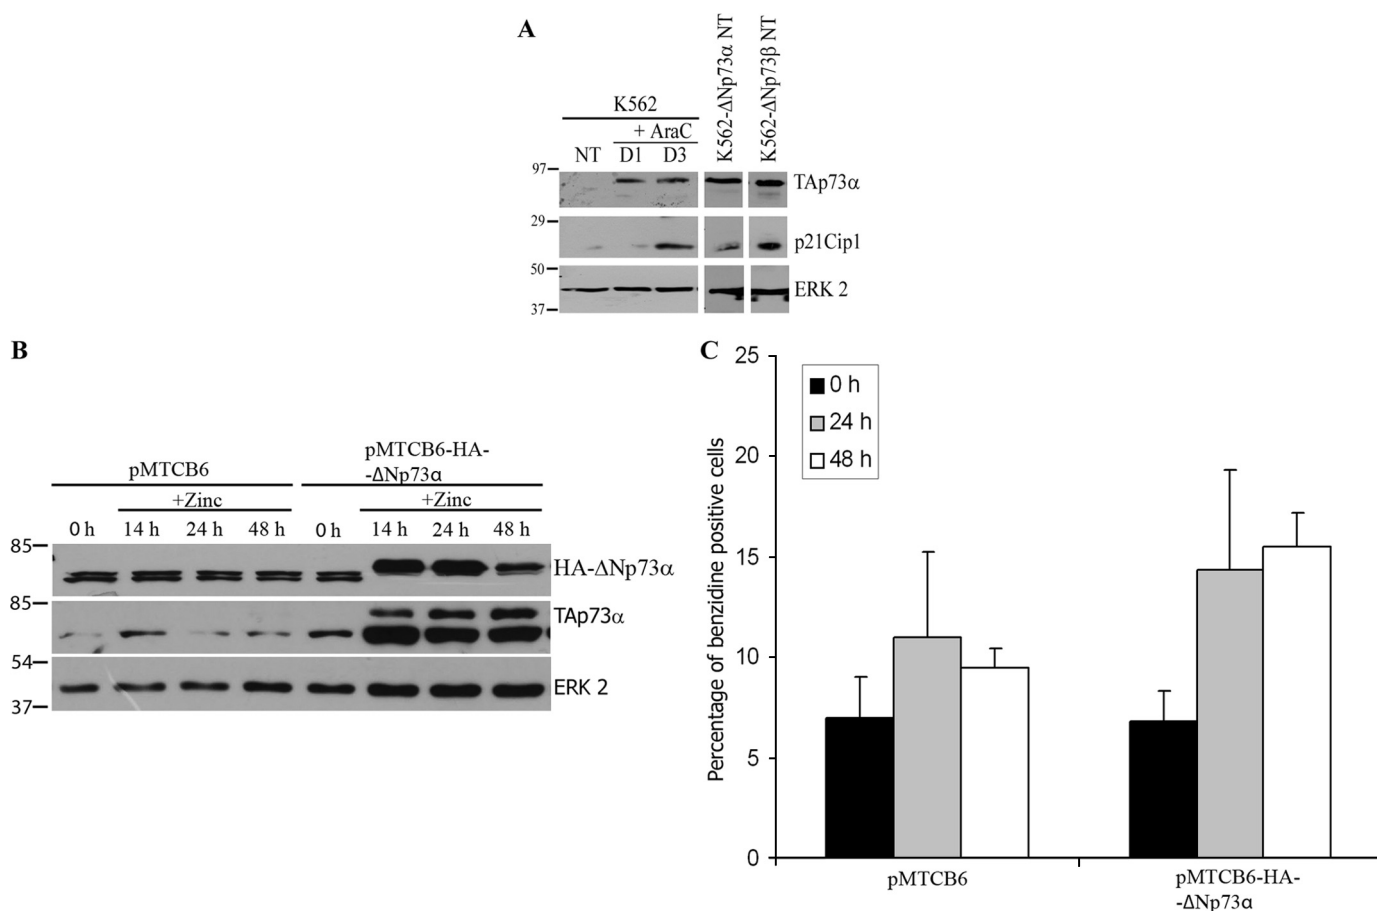 A
K562
+ AraC
NT D1 D3
K562-ΔNp73α NT
K562-ΔNp73β NT
97
TAp73α
29
p21Cip1
50
ERK 2
37
B
pMTCB6
pMTCB6-HA-
-ΔNp73α
+Zinc
+Zinc
0 h 14 h 24 h 48 h 0 h 14 h 24 h 48 h
85
HA-ΔNp73α
85
TAp73α
54
ERK 2
37
C
25
20
15
10
5
0
Percentage of benzidine positive cells
0 h
24 h
48 h
pMTCB6
pMTCB6-HA-
-ΔNp73α